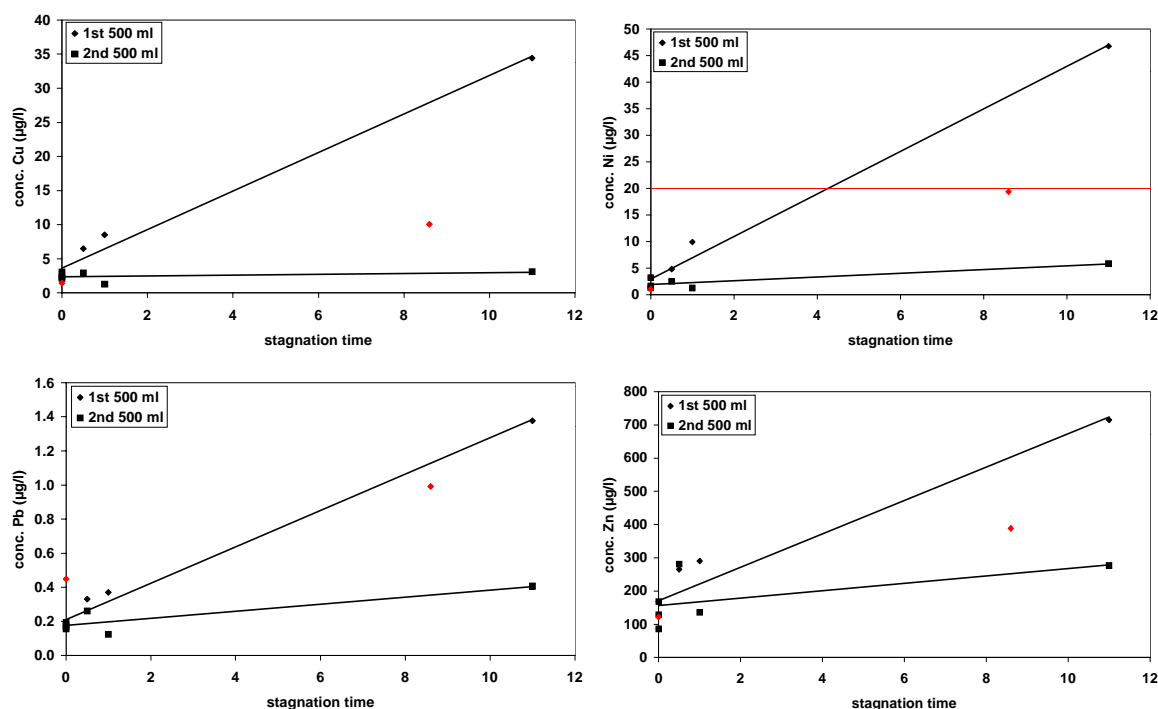 40
35
30
25
20
15
10
5
0
conc. Cu (µg/l)
1st 500 ml
2nd 500 ml
0 2 4 6 8 10 12
stagnation time
50
45
40
35
30
25
20
15
10
5
0
conc. Ni (µg/l)
1st 500 ml
2nd 500 ml
0 2 4 6 8 10 12
stagnation time
1.6
1.4
1.2
1.0
0.8
0.6
0.4
0.2
0.0
conc. Pb (µg/l)
1st 500 ml
2nd 500 ml
0 2 4 6 8 10 12
stagnation time
800
700
600
500
400
300
200
100
0
conc. Zn (µg/l)
1st 500 ml
2nd 500 ml
0 2 4 6 8 10 12
stagnation time